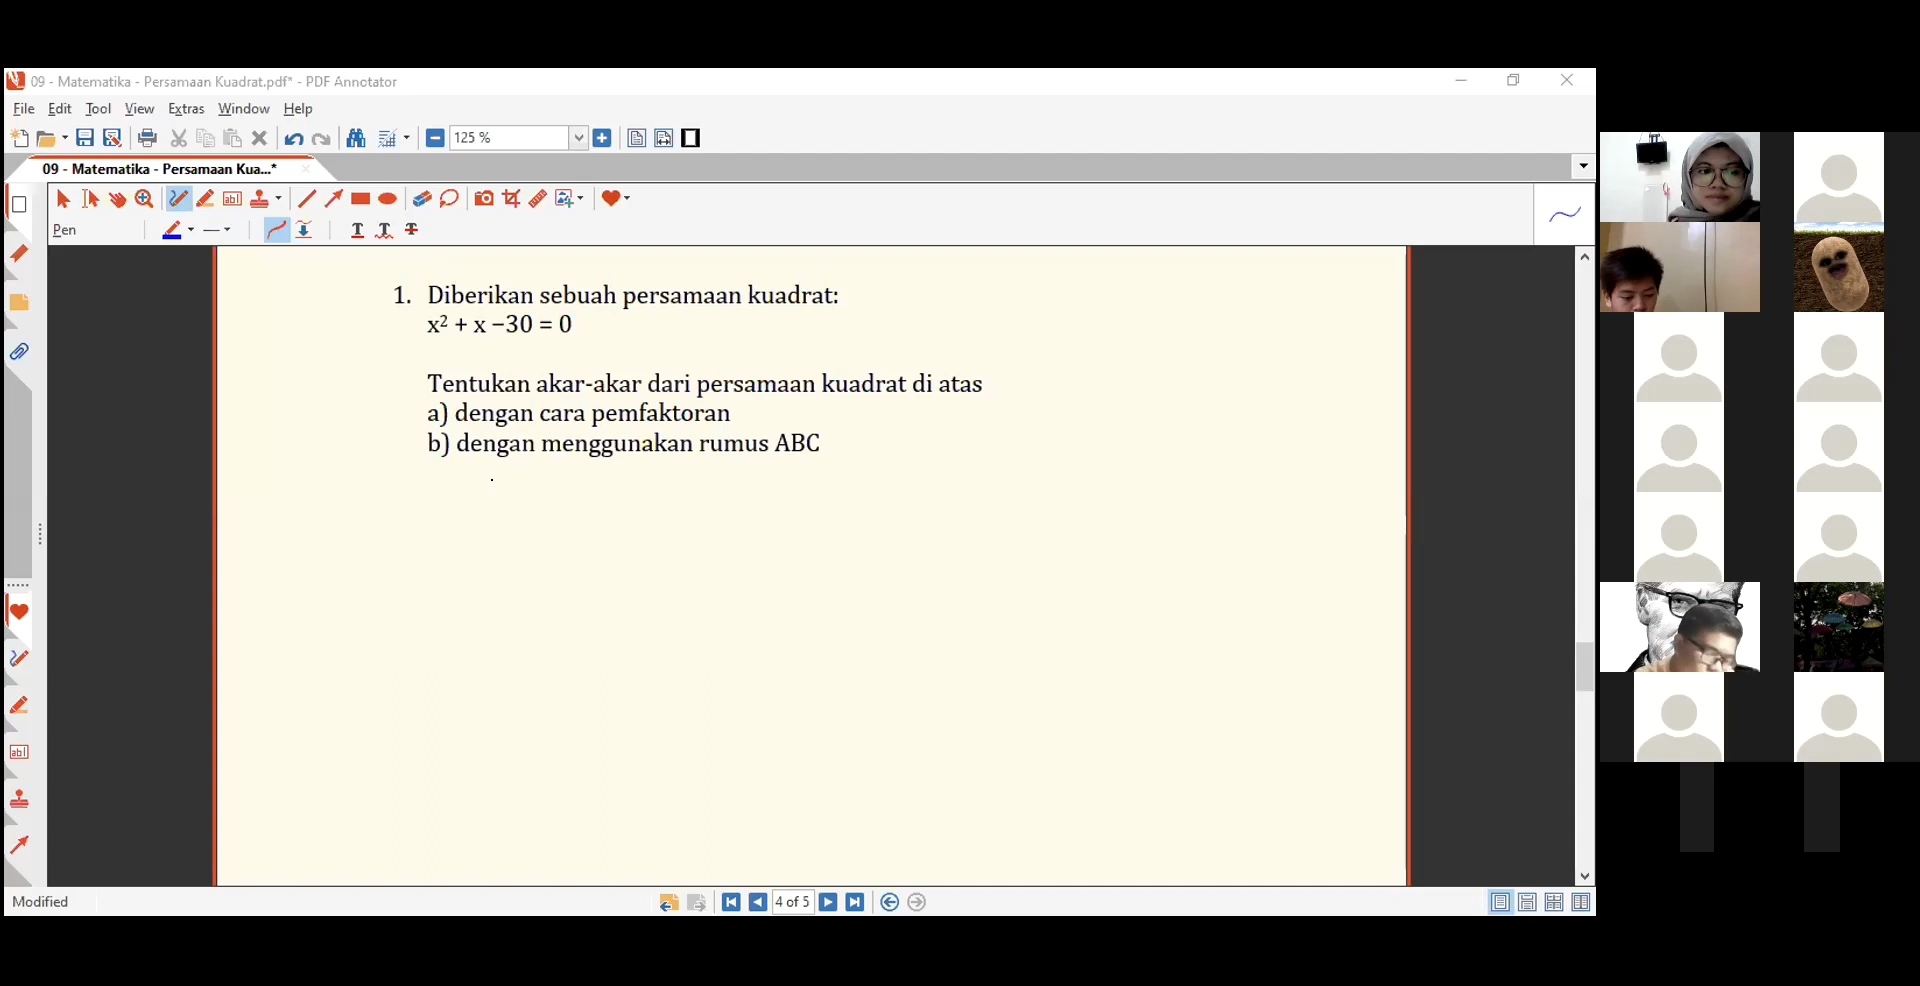 09 - Matematika - Persamaan Kuadrat.pdf* - PDF Annotator
File Edit Tool View Extras Window Help
125 %
09 - Matematika - Persamaan Kua...*
abl
Pen
T T T
1. Diberikan sebuah persamaan kuadrat:
x² + x −30 = 0
Tentukan akar-akar dari persamaan kuadrat di atas
a) dengan cara pemfaktoran
b) dengan menggunakan rumus ABC
abl
Modified
4 of 5